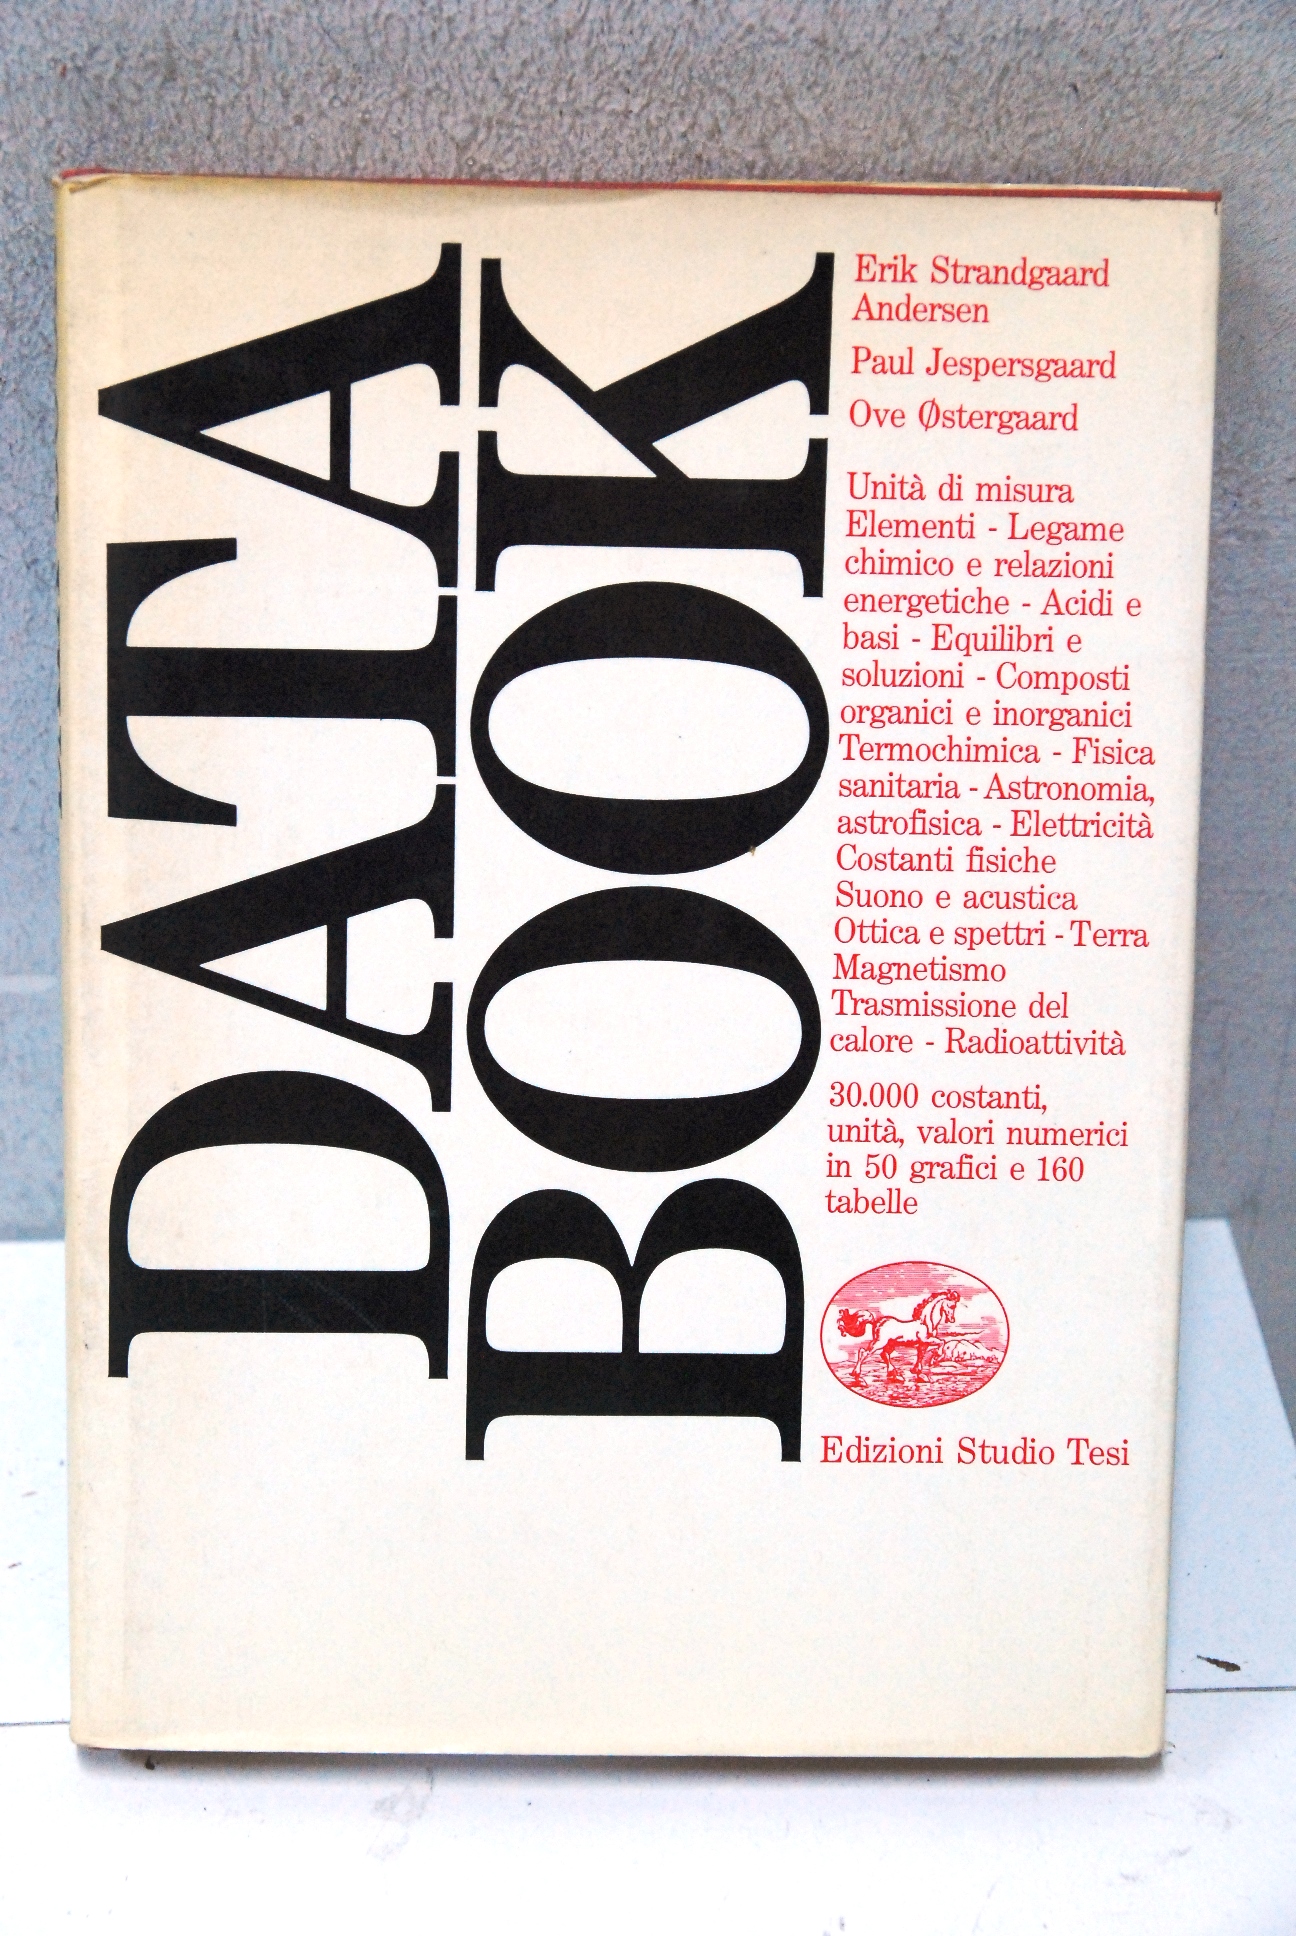 DATA
BOOK
Erik Strandgaard
Andersen
Paul Jespersgaard
Ove Østergaard
Unità di misura
Elementi - Legame
chimico e relazioni
energetiche - Acidi e
basi - Equilibri e
soluzioni - Composti
organici e inorganici
Termochimica - Fisica
sanitaria - Astronomia,
astrofisica - Elettricità
Costanti fisiche
Suono e acustica
Ottica e spettri - Terra
Magnetismo
Trasmissione del
calore - Radioattività
30.000 costanti,
unità, valori numerici
in 50 grafici e 160
tabelle
Edizioni Studio Tesi